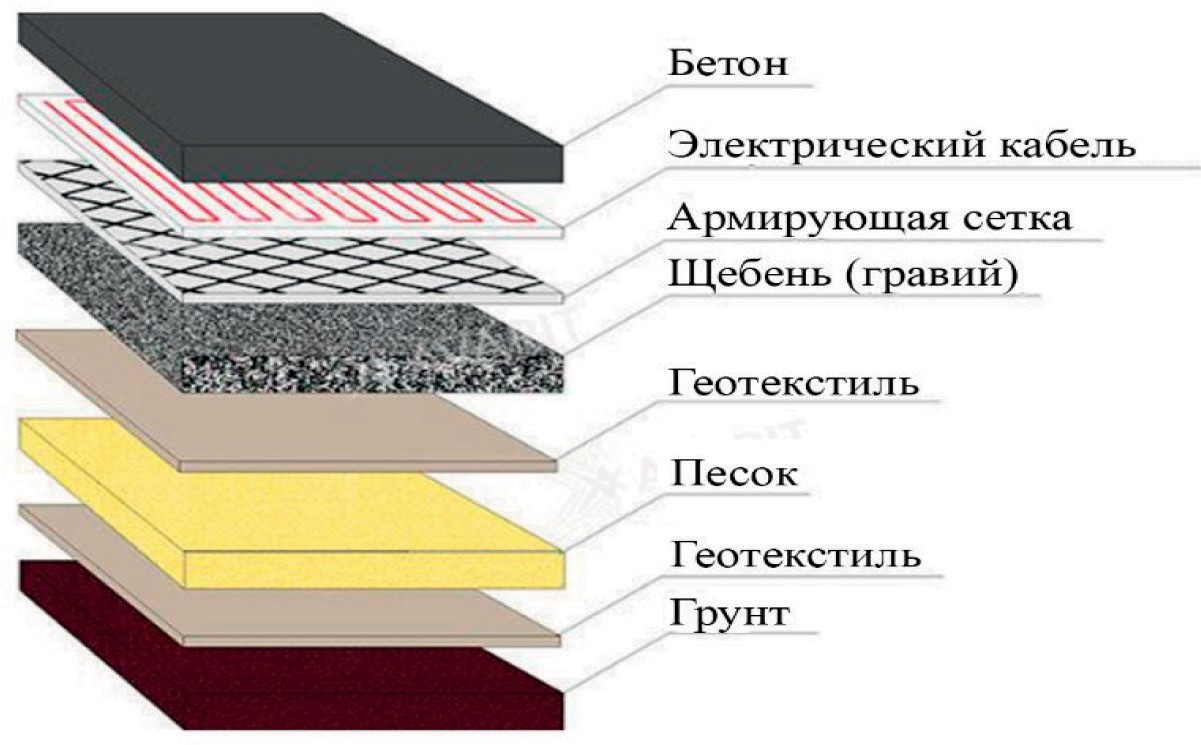 Бетон
Электрический кабель
Армирующая сетка
Щебень (гравий)
Геотекстиль
Песок
Геотекстиль
Грунт